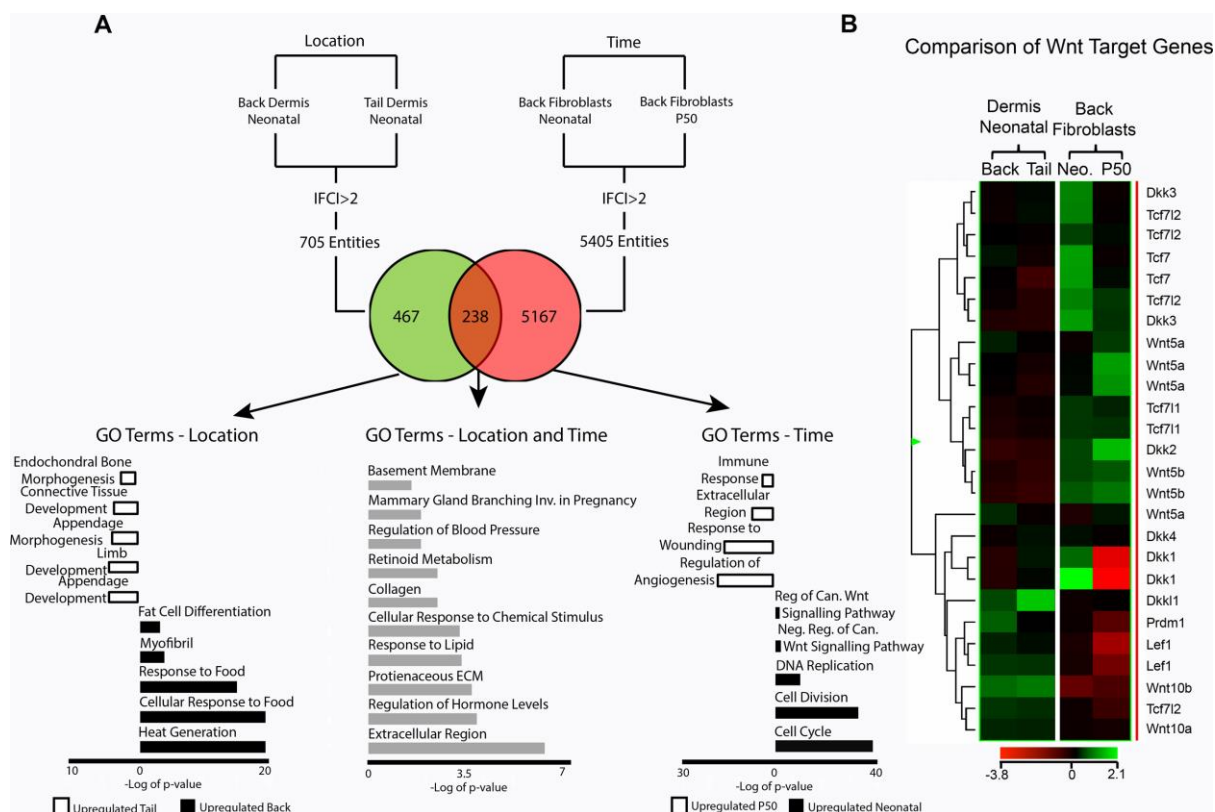 A
Location
Time
Back Dermis
Neonatal
Tail Dermis
Neonatal
Back Fibroblasts
Neonatal
Back Fibroblasts
P50
IFCI>2
IFCI>2
705 Entities
5405 Entities
467
238
5167
GO Terms - Location
Endochondral Bone
Morphogenesis
Connective Tissue
Development
Appendage
Morphogenesis
Limb
Development
Appendage
Development
Fat Cell Differentiation
Myofibril
Response to Food
Cellular Response to Food
Heat Generation
10 0 20
-Log of p-value
Upregulated Tail Upregulated Back
GO Terms - Location and Time
Basement Membrane
Mammary Gland Branching Inv. in Pregnancy
Regulation of Blood Pressure
Retinoid Metabolism
Collagen
Cellular Response to Chemical Stimulus
Response to Lipid
Protienaceous ECM
Regulation of Hormone Levels
Extracellular Region
0 3.5 7
-Log of p-value
GO Terms - Time
Immune
Response
Extracellular
Region
Response to
Wounding
Regulation of
Angiogenesis
Reg of Can. Wnt
Signalling Pathway
Neg. Reg. of Can.
Wnt Signalling Pathway
DNA Replication
Cell Division
Cell Cycle
30 0 40
-Log of p-value
Upregulated P50 Upregulated Neonatal
B
Comparison of Wnt Target Genes
Dermis
Neonatal
Back
Fibroblasts
Back Tail Neo. P50
Dkk3
Tcf7l2
Tcf7l2
Tcf7
Tcf7
Tcf7l2
Dkk3
Wnt5a
Wnt5a
Wnt5a
Tcf7l1
Tcf7l1
Dkk2
Wnt5b
Wnt5b
Wnt5a
Dkk4
Dkk1
Dkk1
Dkkl1
Prdm1
Lef1
Lef1
Wnt10b
Tcf7l2
Wnt10a
-3.8 0 2.1